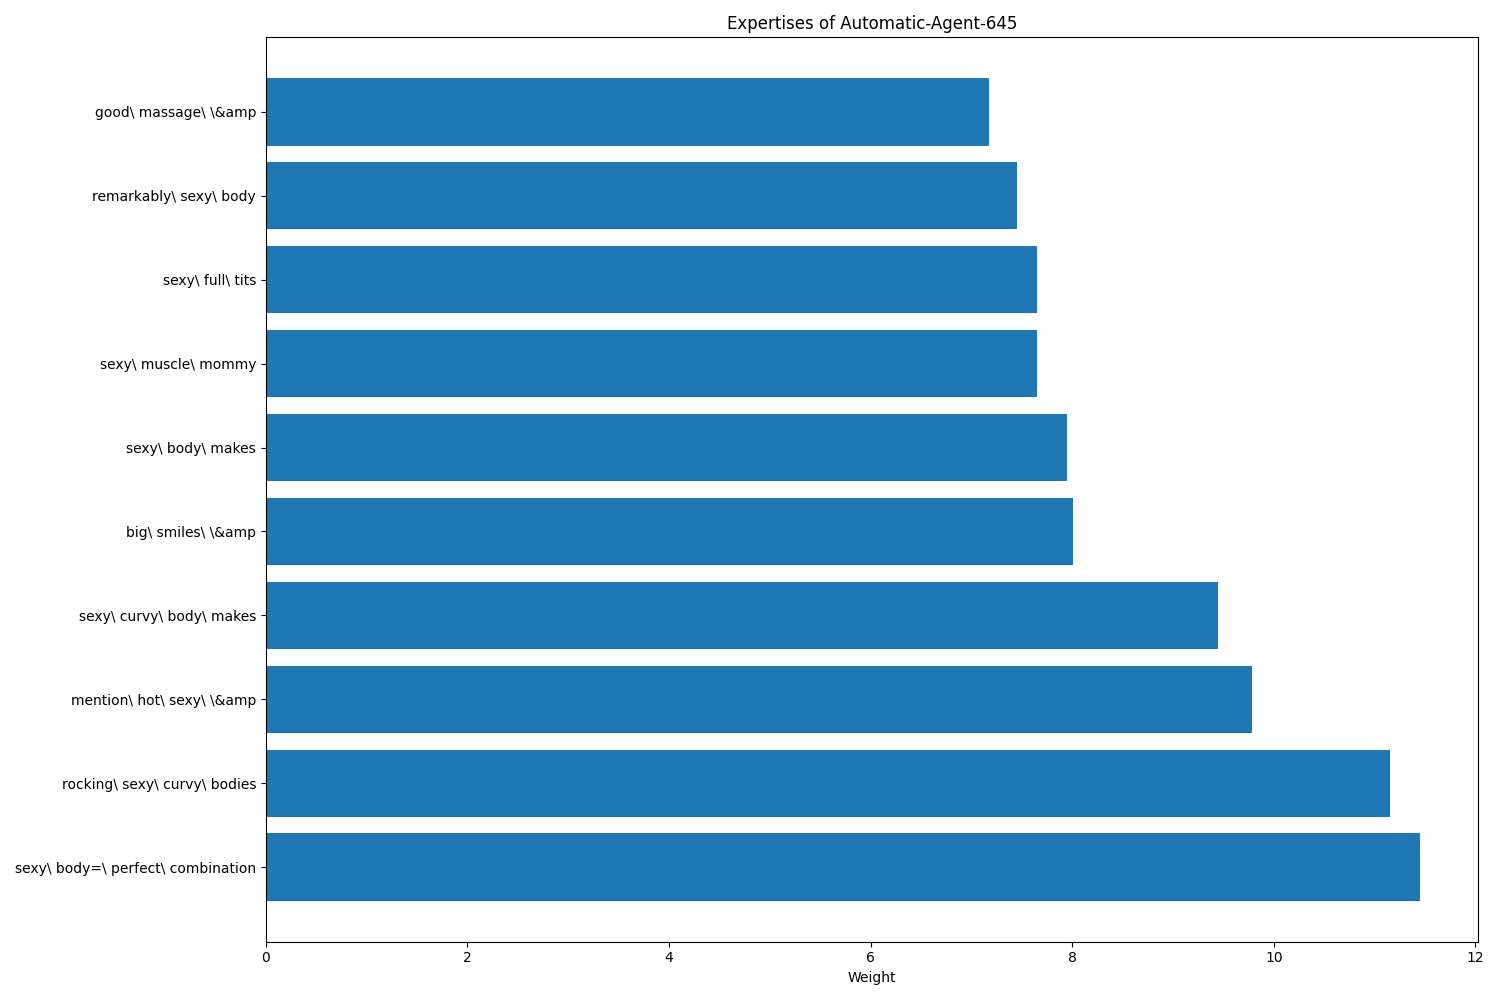 Expertises of Automatic-Agent-645
good\ massage\ \&amp
remarkably\ sexy\ body
sexy\ full\ tits
sexy\ muscle\ mommy
sexy\ body\ makes
big\ smiles\ \&amp
sexy\ curvy\ body\ makes
mention\ hot\ sexy\ \&amp
rocking\ sexy\ curvy\ bodies
sexy\ body=\ perfect\ combination
0 2 4 6 8 10 12
Weight